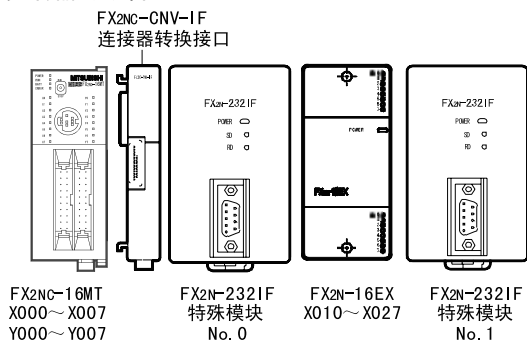 FX2NC-CNV-IF
连接器转换接口
MITSUBISHI
FX2N-232IF
POWER
SD
RD
POWER
FX2N-232IF
POWER
SD
RD
FX2NC-16MT
X000～X007
Y000～Y007
FX2N-232IF
特殊模块
No.0
FX2N-16EX
X010～X027
FX2N-232IF
特殊模块
No.1